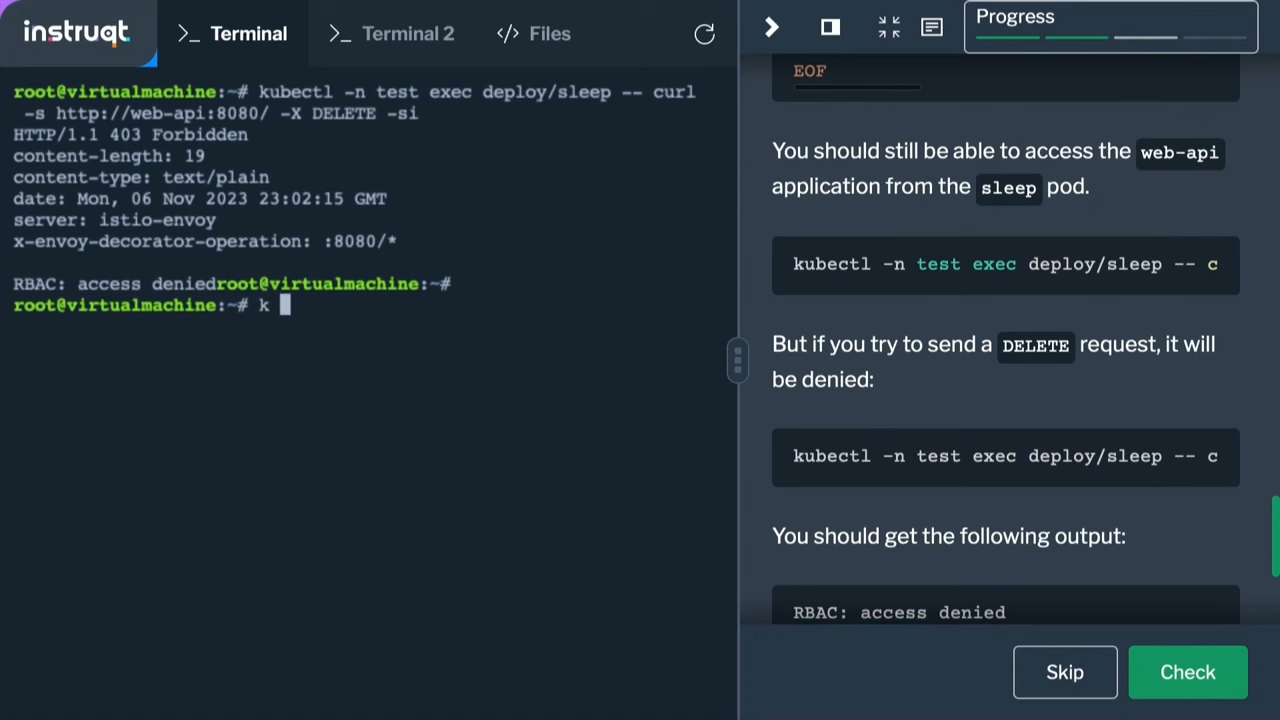 instruqt
>_ Terminal
>_ Terminal 2
</> Files
Progress
root@virtualmachine:~# kubectl -n test exec deploy/sleep -- curl
-s http://web-api:8080/ -X DELETE -si
HTTP/1.1 403 Forbidden
content-length: 19
content-type: text/plain
date: Mon, 06 Nov 2023 23:02:15 GMT
server: istio-envoy
x-envoy-decorator-operation: :8080/*
RBAC: access deniedroot@virtualmachine:~#
root@virtualmachine:~# k
EOF
You should still be able to access the web-api
application from the sleep pod.
kubectl -n test exec deploy/sleep -- c
But if you try to send a DELETE request, it will
be denied:
kubectl -n test exec deploy/sleep -- c
You should get the following output:
RBAC: access denied
Skip
Check